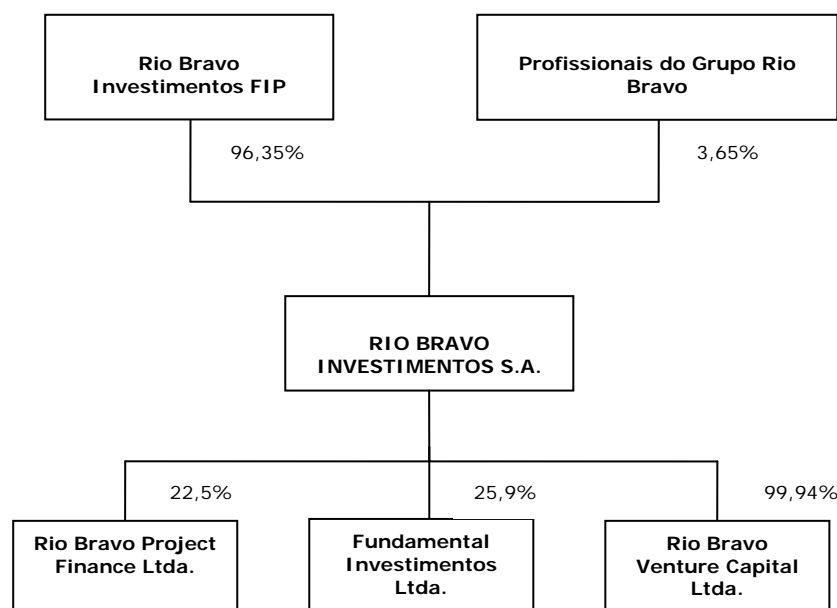 Rio Bravo
Investimentos FIP
Profissionais do Grupo Rio
Bravo
96,35%
3,65%
RIO BRAVO
INVESTIMENTOS S.A.
22,5%
25,9%
99,94%
Rio Bravo Project
Finance Ltda.
Fundamental
Investimentos
Ltda.
Rio Bravo
Venture Capital
Ltda.